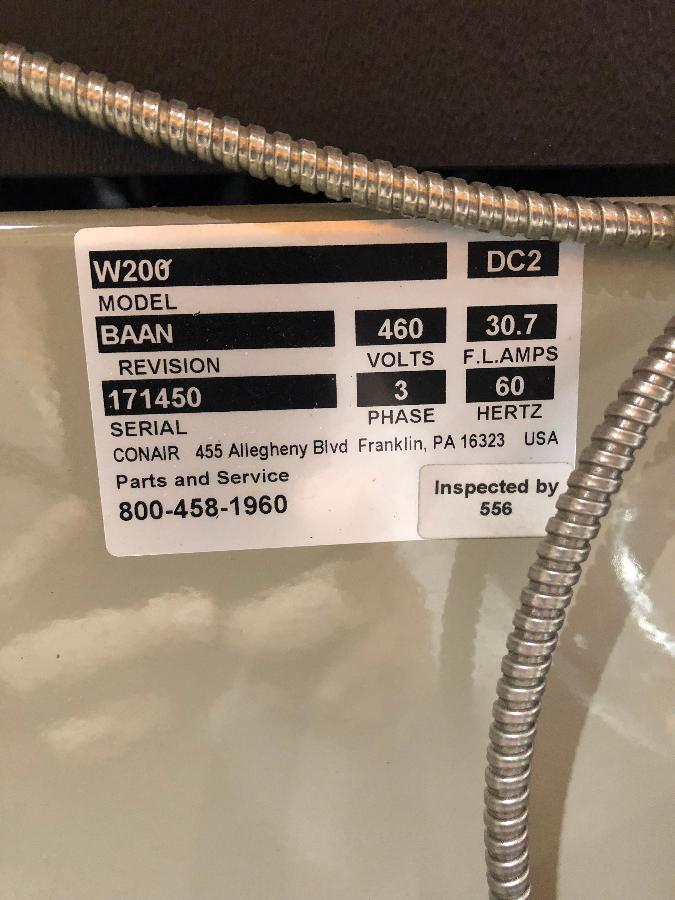 W200 DC2
MODEL
BAAN 460 30.7
REVISION VOLTS F.L.AMPS
171450 3 60
SERIAL PHASE HERTZ
CONAIR 455 Allegheny Blvd Franklin, PA 16323 USA
Parts and Service
800-458-1960
Inspected by
556